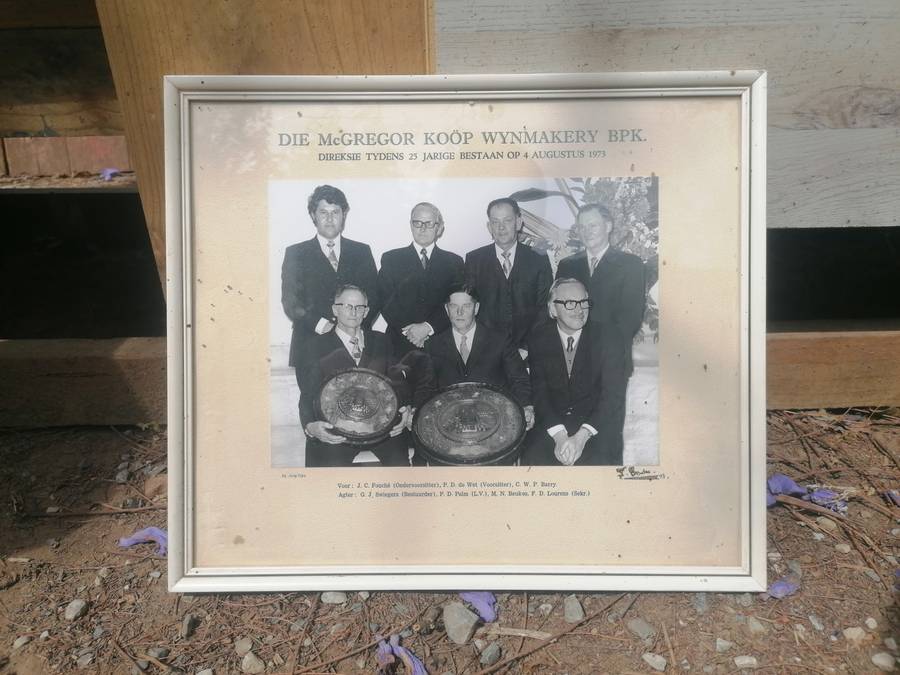 DIE McGREGOR KOÖP WYNMAKERY BPK.
DIREKSIE TYDENS 25 JARIGE BESTAAN OP 4 AUGUSTUS 1973
Voor: J. C. Fouché (Ondervoorsitter), P. D. de Wet (Voorsitter), C. W. P. Barry.
Agter: G. J. Swiegers (Bestuurder), F. D. Palm (L.V.), M. N. Beukes, F. D. Lourens (Sekr.)